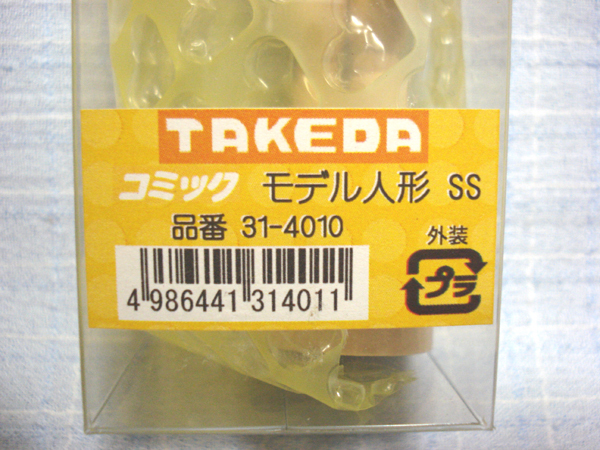 TAKEDA
コミック モデル人形 SS
品番 31-4010
外装
プラ
4 986441 314011